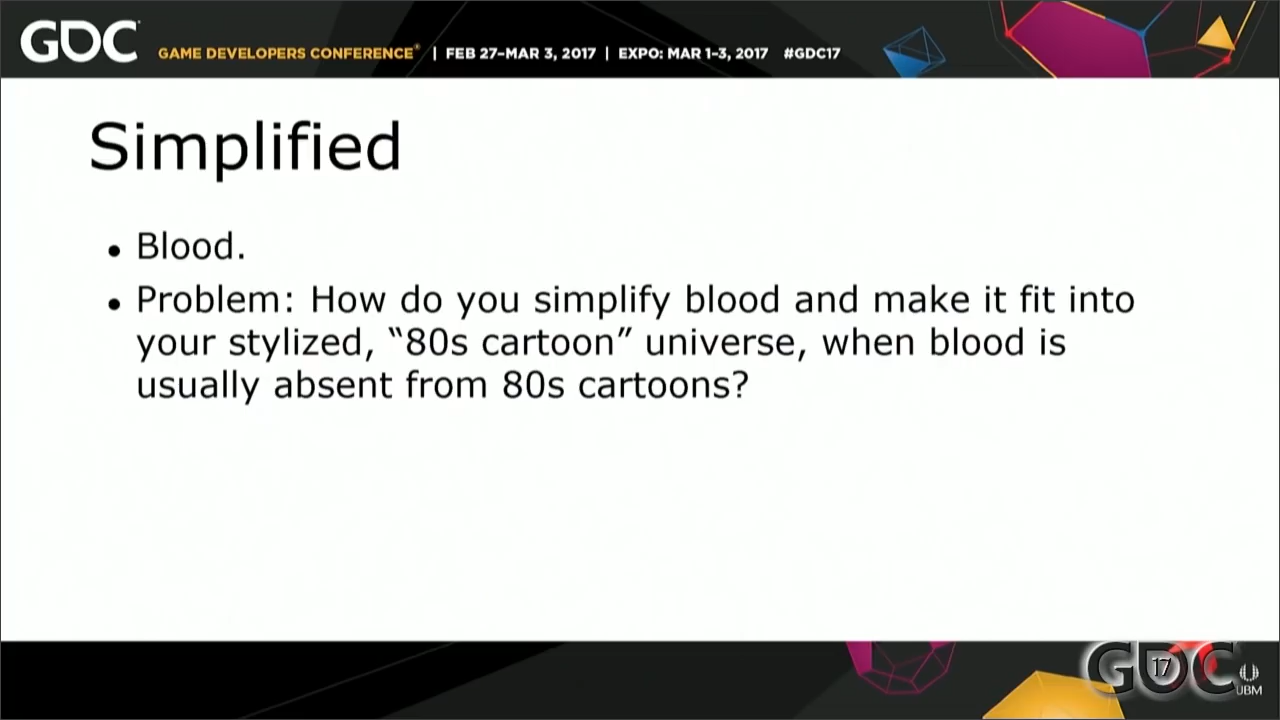 GDC GAME DEVELOPERS CONFERENCE® | FEB 27–MAR 3, 2017 | EXPO: MAR 1–3, 2017 #GDC17
Simplified
• Blood.
• Problem: How do you simplify blood and make it fit into
your stylized, “80s cartoon” universe, when blood is
usually absent from 80s cartoons?
GDC 17
UBM